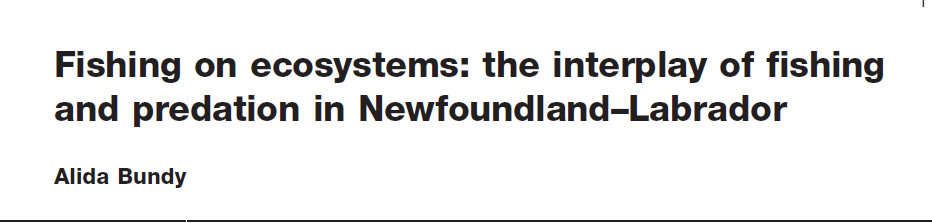 Fishing on ecosystems: the interplay of fishing
and predation in Newfoundland–Labrador
Alida Bundy